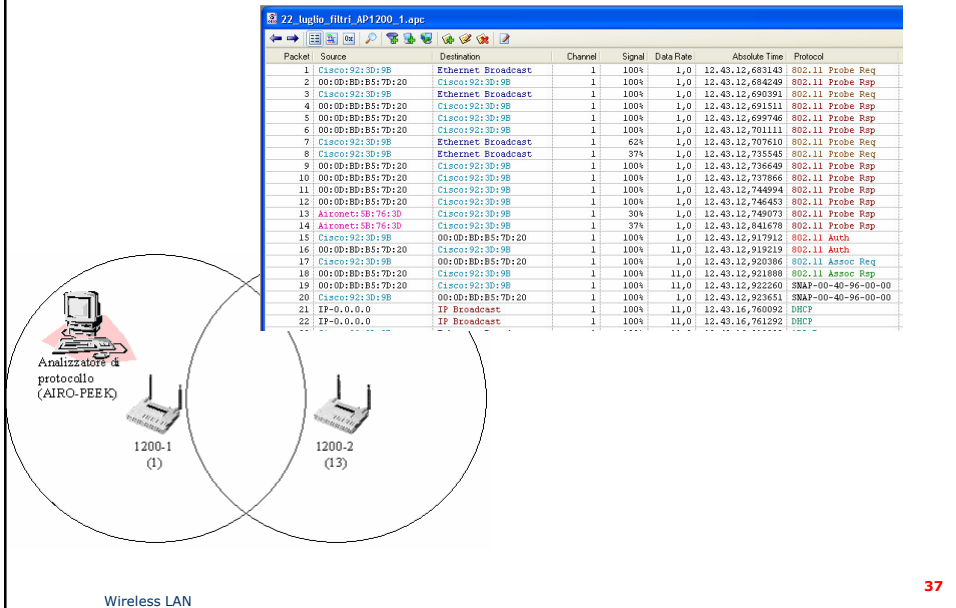 22_luglio_filtri_AP1200_1.apc
Packet Source Destination Channel Signal Data Rate Absolute Time Protocol
1 Cisco:92:3D:9B Ethernet Broadcast 1 100% 1,0 12.43.12,683143 802.11 Probe Req
2 00:0D:BD:B5:7D:20 Cisco:92:3D:9B 1 100% 1,0 12.43.12,684249 802.11 Probe Rsp
3 Cisco:92:3D:9B Ethernet Broadcast 1 100% 1,0 12.43.12,690391 802.11 Probe Req
4 00:0D:BD:B5:7D:20 Cisco:92:3D:9B 1 100% 1,0 12.43.12,691511 802.11 Probe Rsp
5 00:0D:BD:B5:7D:20 Cisco:92:3D:9B 1 100% 1,0 12.43.12,699746 802.11 Probe Rsp
6 00:0D:BD:B5:7D:20 Cisco:92:3D:9B 1 100% 1,0 12.43.12,701111 802.11 Probe Rsp
7 Cisco:92:3D:9B Ethernet Broadcast 1 62% 1,0 12.43.12,707610 802.11 Probe Req
8 Cisco:92:3D:9B Ethernet Broadcast 1 37% 1,0 12.43.12,735545 802.11 Probe Req
9 00:0D:BD:B5:7D:20 Cisco:92:3D:9B 1 100% 1,0 12.43.12,736649 802.11 Probe Rsp
10 00:0D:BD:B5:7D:20 Cisco:92:3D:9B 1 100% 1,0 12.43.12,737866 802.11 Probe Rsp
11 00:0D:BD:B5:7D:20 Cisco:92:3D:9B 1 100% 1,0 12.43.12,744994 802.11 Probe Rsp
12 00:0D:BD:B5:7D:20 Cisco:92:3D:9B 1 100% 1,0 12.43.12,746453 802.11 Probe Rsp
13 Aironet:5B:76:3D Cisco:92:3D:9B 1 30% 1,0 12.43.12,749073 802.11 Probe Rsp
14 Aironet:5B:76:3D Cisco:92:3D:9B 1 37% 1,0 12.43.12,841678 802.11 Probe Rsp
15 Cisco:92:3D:9B 00:0D:BD:B5:7D:20 1 100% 1,0 12.43.12,917912 802.11 Auth
16 00:0D:BD:B5:7D:20 Cisco:92:3D:9B 1 100% 11,0 12.43.12,919219 802.11 Auth
17 Cisco:92:3D:9B 00:0D:BD:B5:7D:20 1 100% 1,0 12.43.12,920386 802.11 Assoc Req
18 00:0D:BD:B5:7D:20 Cisco:92:3D:9B 1 100% 11,0 12.43.12,921888 802.11 Assoc Rsp
19 00:0D:BD:B5:7D:20 Cisco:92:3D:9B 1 100% 11,0 12.43.12,922260 SNAP-00-40-96-00-00
20 Cisco:92:3D:9B 00:0D:BD:B5:7D:20 1 100% 1,0 12.43.12,923651 SNAP-00-40-96-00-00
21 IP-0.0.0.0 IP Broadcast 1 100% 11,0 12.43.16,760092 DHCP
22 IP-0.0.0.0 IP Broadcast 1 100% 11,0 12.43.16,761292 DHCP
Analizzatore di
protocollo
(AIRO-PEEK)
1200-1
(1)
1200-2
(13)
Wireless LAN
37